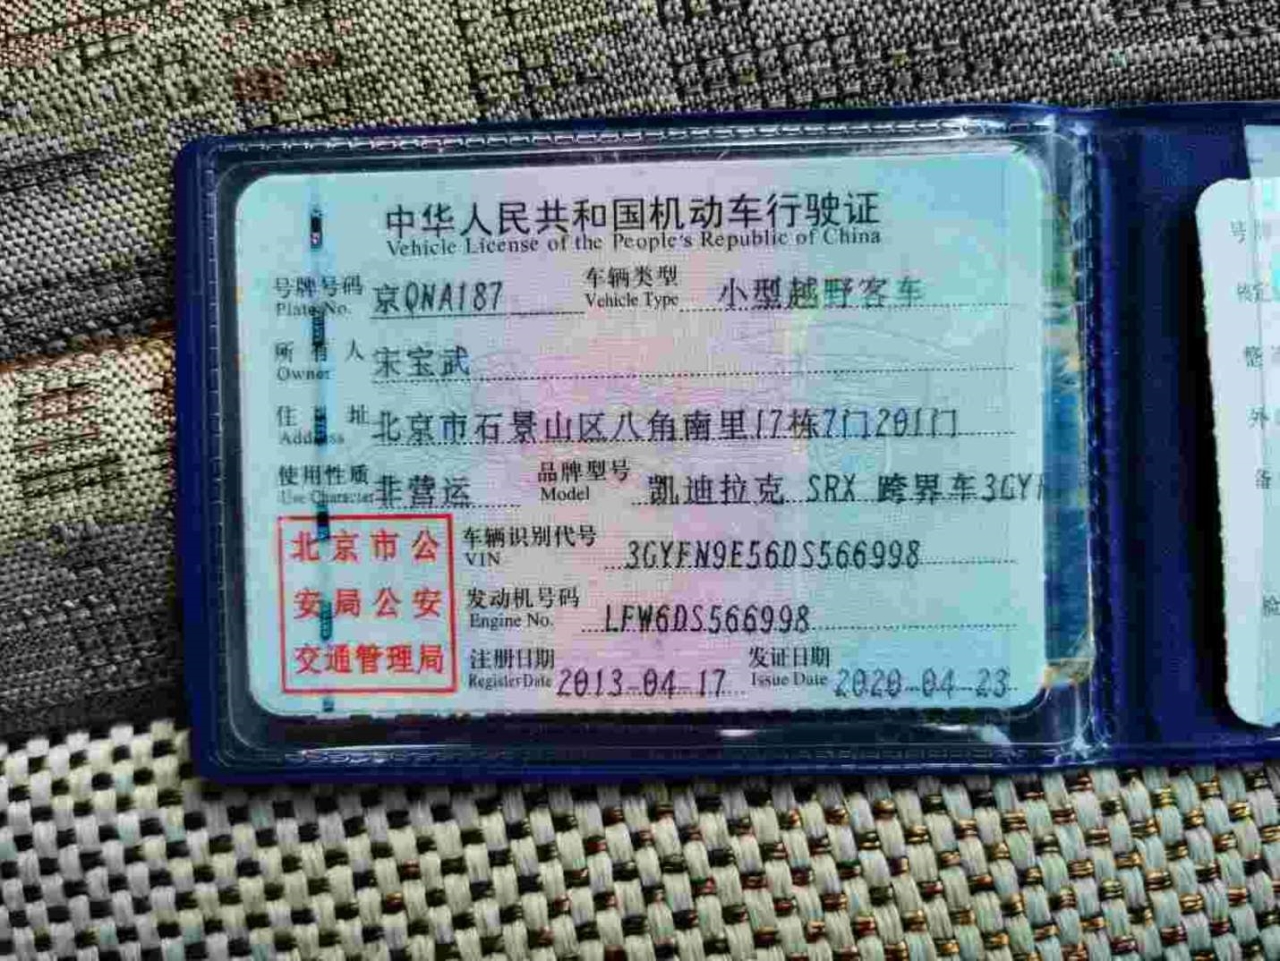 中华人民共和国机动车行驶证
Vehicle License of the People's Republic of China
号牌号码 京QNA187 车辆类型 小型越野客车
Plate No. Vehicle Type
所有人 宋宝武
Owner
住址 北京市石景山区八角南里17栋7门201门
Address
使用性质 非营运 品牌型号 凯迪拉克 SRX 跨界车3GY
Use Character Model
北京市公
安局公安
交通管理局
车辆识别代号 3GYFN9E56DS566998
VIN
发动机号码 LFW6DS566998
Engine No.
注册日期 2013-04-17 发证日期 2020-04-23
Register Date Issue Date
号牌